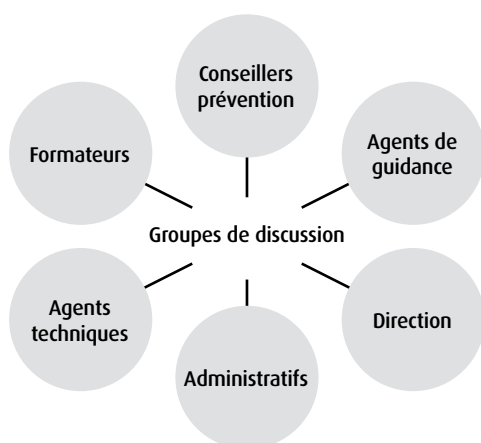 Conseillers
prévention
Formateurs
Agents de
guidance
Groupes de discussion
Agents
techniques
Direction
Administratifs